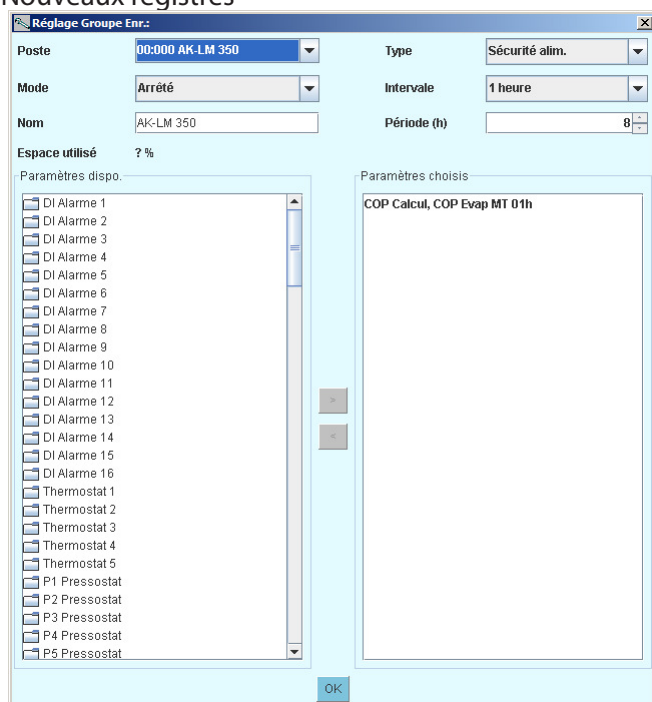 Nouveaux registres
Réglage Groupe Enr.:
Poste 00:000 AK-LM 350 Type Sécurité alim.
Mode Arrêté Intervale 1 heure
Nom AK-LM 350 Période (h) 8
Espace utilisé ? %
Paramètres dispo.
DI Alarme 1
DI Alarme 2
DI Alarme 3
DI Alarme 4
DI Alarme 5
DI Alarme 6
DI Alarme 7
DI Alarme 8
DI Alarme 9
DI Alarme 10
DI Alarme 11
DI Alarme 12
DI Alarme 13
DI Alarme 14
DI Alarme 15
DI Alarme 16
Thermostat 1
Thermostat 2
Thermostat 3
Thermostat 4
Thermostat 5
P1 Pressostat
P2 Pressostat
P3 Pressostat
P4 Pressostat
P5 Pressostat
>
<
Paramètres choisis
COP Calcul, COP Evap MT 01h
OK